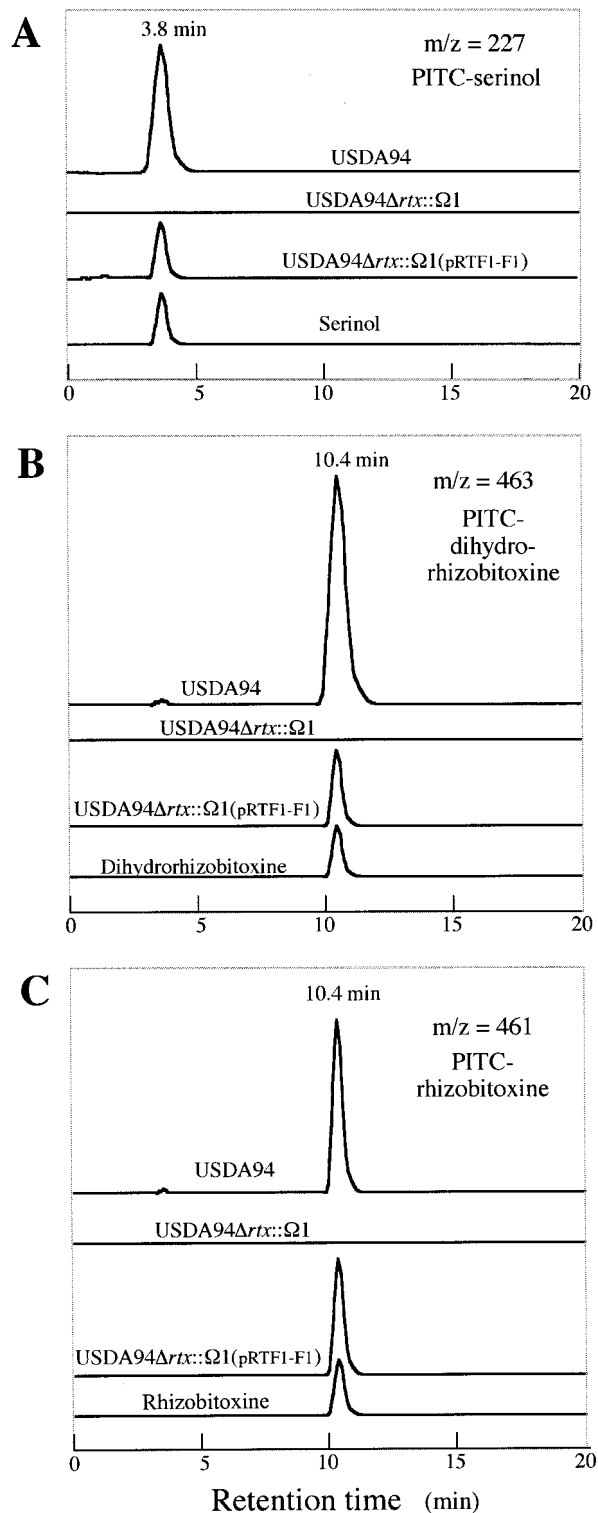 A
3.8 min
m/z = 227
PITC-serinol
USDA94
USDA94Δrtx::Ω1
USDA94Δrtx::Ω1(pRTF1-F1)
Serinol
0 5 10 15 20
B
10.4 min
m/z = 463
PITC-
dihydro-
rhizobitoxine
USDA94
USDA94Δrtx::Ω1
USDA94Δrtx::Ω1(pRTF1-F1)
Dihydrorhizobitoxine
0 5 10 15 20
C
10.4 min
m/z = 461
PITC-
rhizobitoxine
USDA94
USDA94Δrtx::Ω1
USDA94Δrtx::Ω1(pRTF1-F1)
Rhizobitoxine
0 5 10 15 20
Retention time (min)